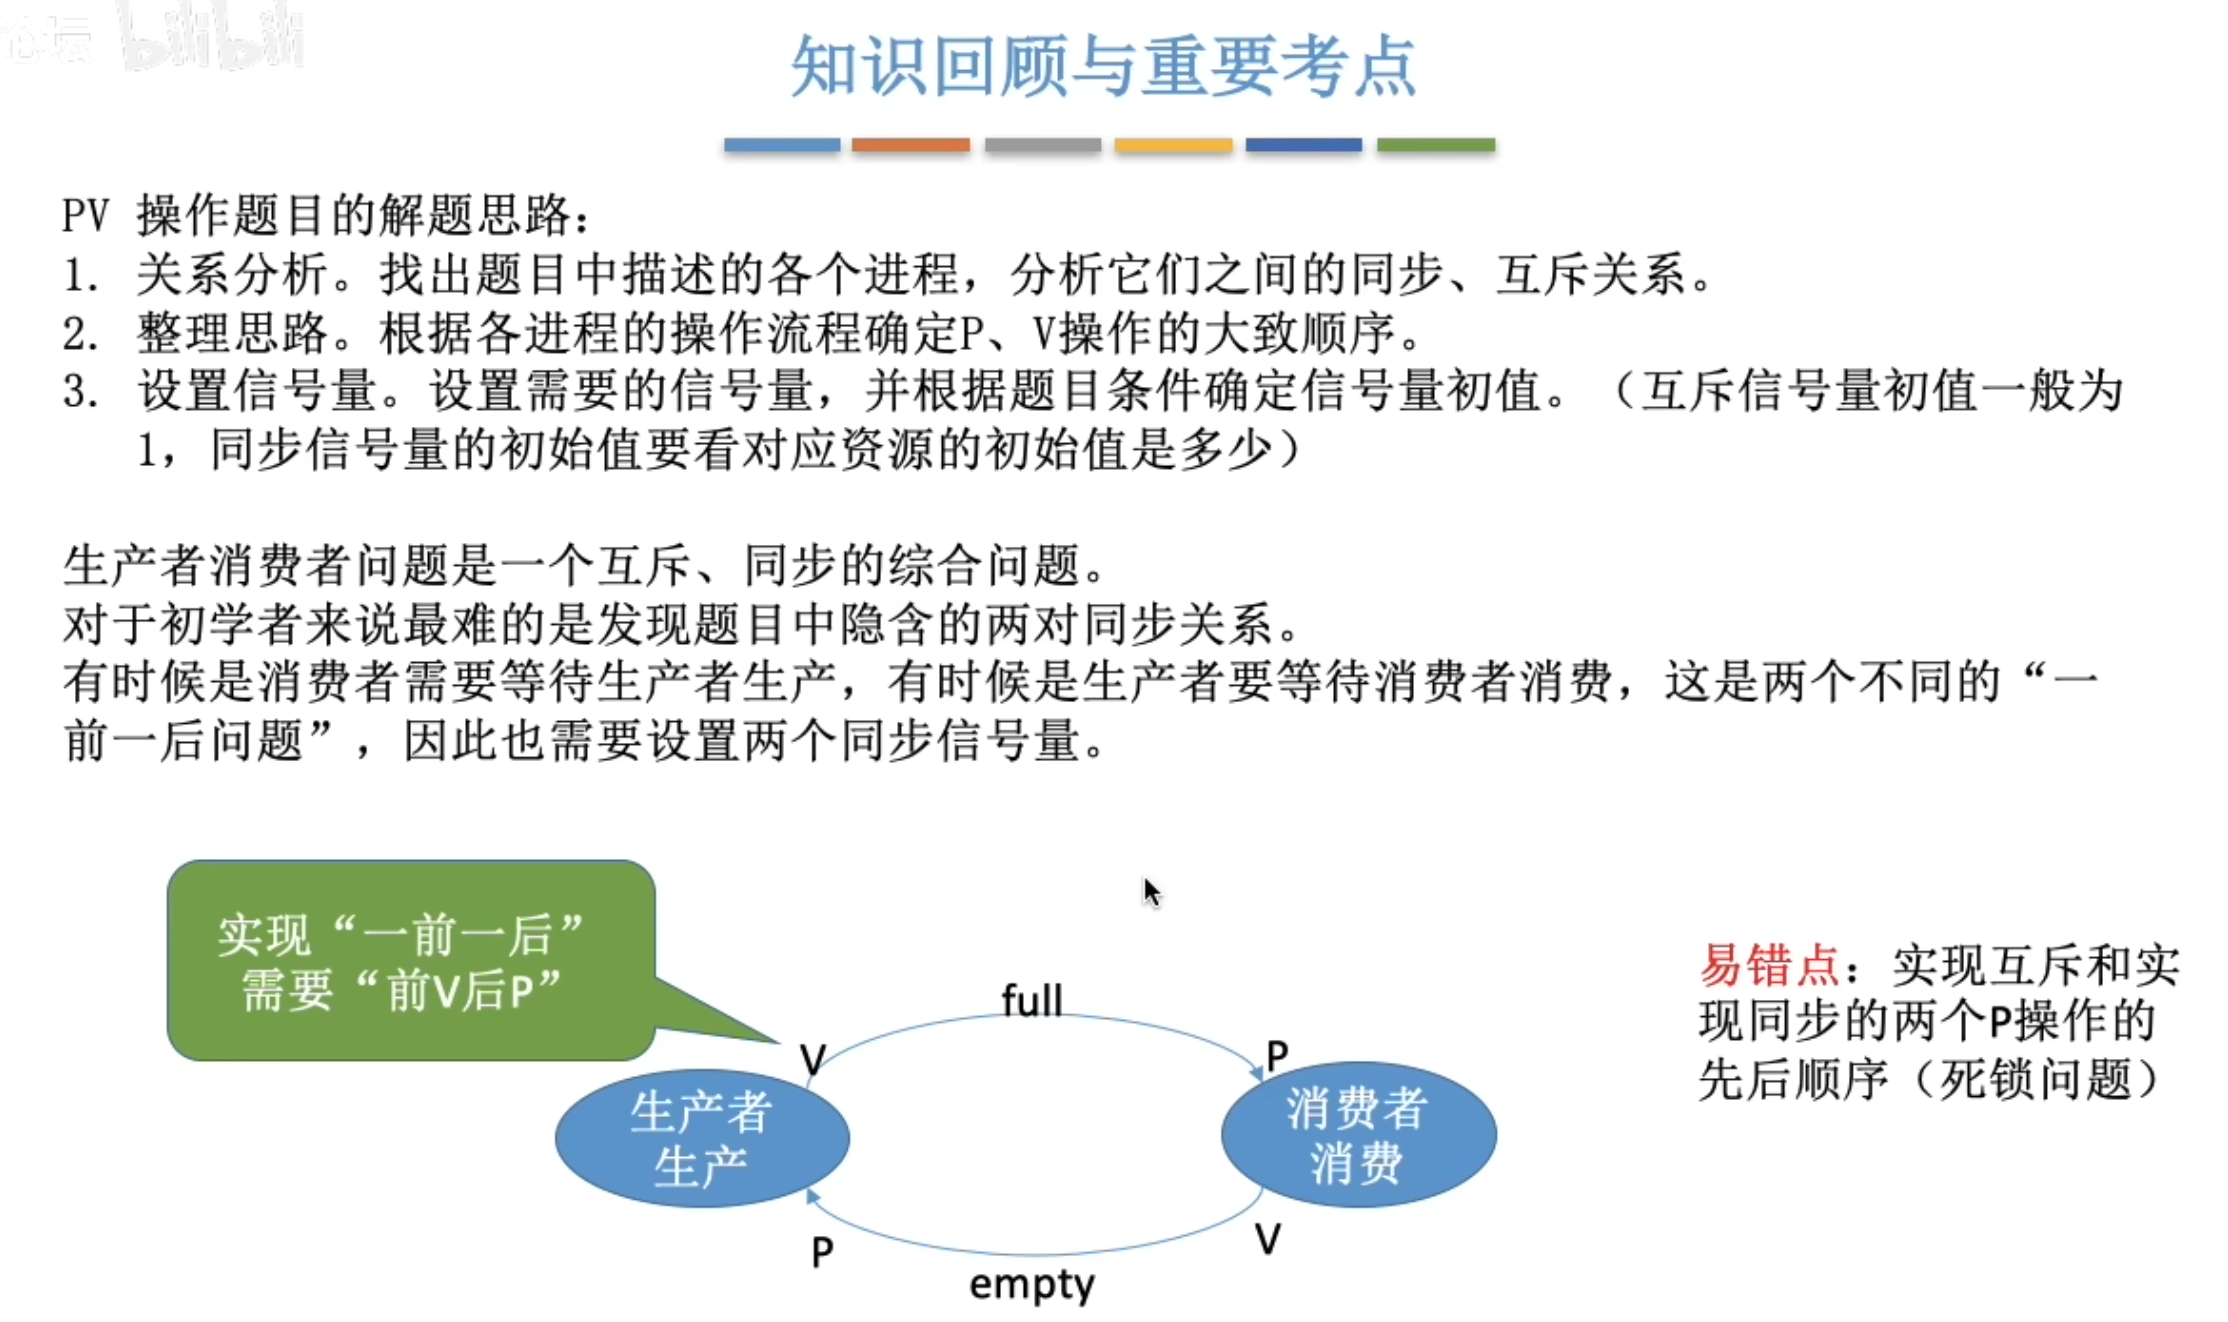 论坛 bilibili
知识回顾与重要考点
PV 操作题目的解题思路：
1. 关系分析。找出题目中描述的各个进程，分析它们之间的同步、互斥关系。
2. 整理思路。根据各进程的操作流程确定P、V操作的大致顺序。
3. 设置信号量。设置需要的信号量，并根据题目条件确定信号量初值。（互斥信号量初值一般为
1，同步信号量的初始值要看对应资源的初始值是多少）
生产者消费者问题是一个互斥、同步的综合问题。
对于初学者来说最难的是发现题目中隐含的两对同步关系。
有时候是消费者需要等待生产者生产，有时候是生产者要等待消费者消费，这是两个不同的“一
前一后问题”，因此也需要设置两个同步信号量。
实现“一前一后”
需要“前V后P”
full
V
P
生产者
生产
消费者
消费
P
V
empty
易错点：实现互斥和实
现同步的两个P操作的
先后顺序（死锁问题）